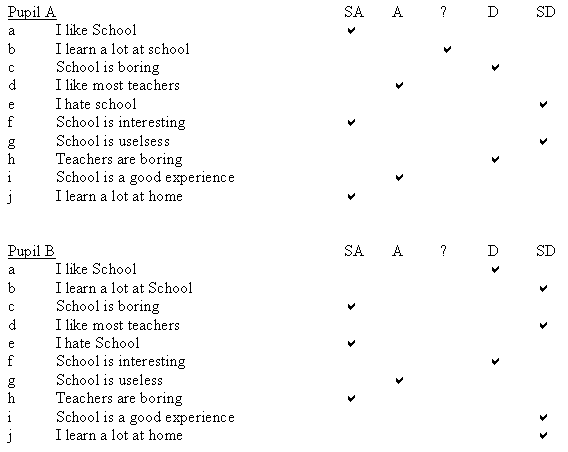 Pupil A SA A ? D SD
a I like School ✓
b I learn a lot at school ✓
c School is boring ✓
d I like most teachers ✓
e I hate school ✓
f School is interesting ✓
g School is uselsess ✓
h Teachers are boring ✓
i School is a good experience ✓
j I learn a lot at home ✓
Pupil B SA A ? D SD
a I like School ✓
b I learn a lot at School ✓
c School is boring ✓
d I like most teachers ✓
e I hate School ✓
f School is interesting ✓
g School is useless ✓
h Teachers are boring ✓
i School is a good experience ✓
j I learn a lot at home ✓